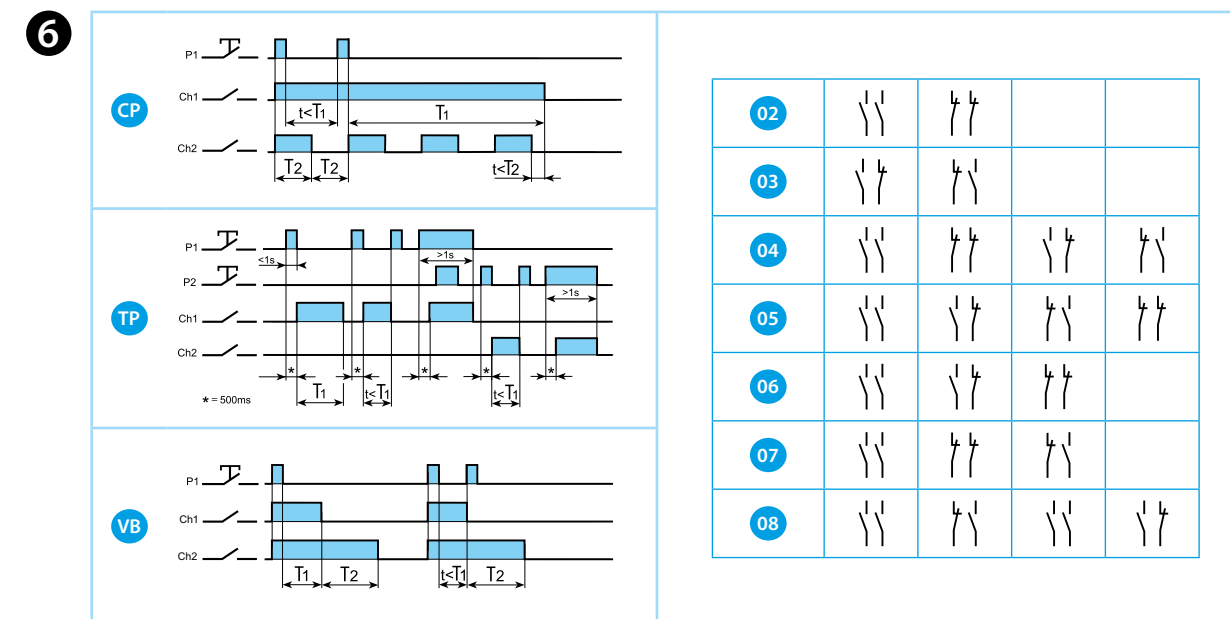 6
P1
Ch1
t<T1
T1
CP
Ch2
T2 T2 t<T2
P1
<1s >1s
P2
>1s
TP
Ch1
Ch2
* * * * *
T1 t<T1 t<T1
* = 500ms
P1
Ch1
VB
Ch2
T1 T2 t<T1 T2
02
03
04
05
06
07
08